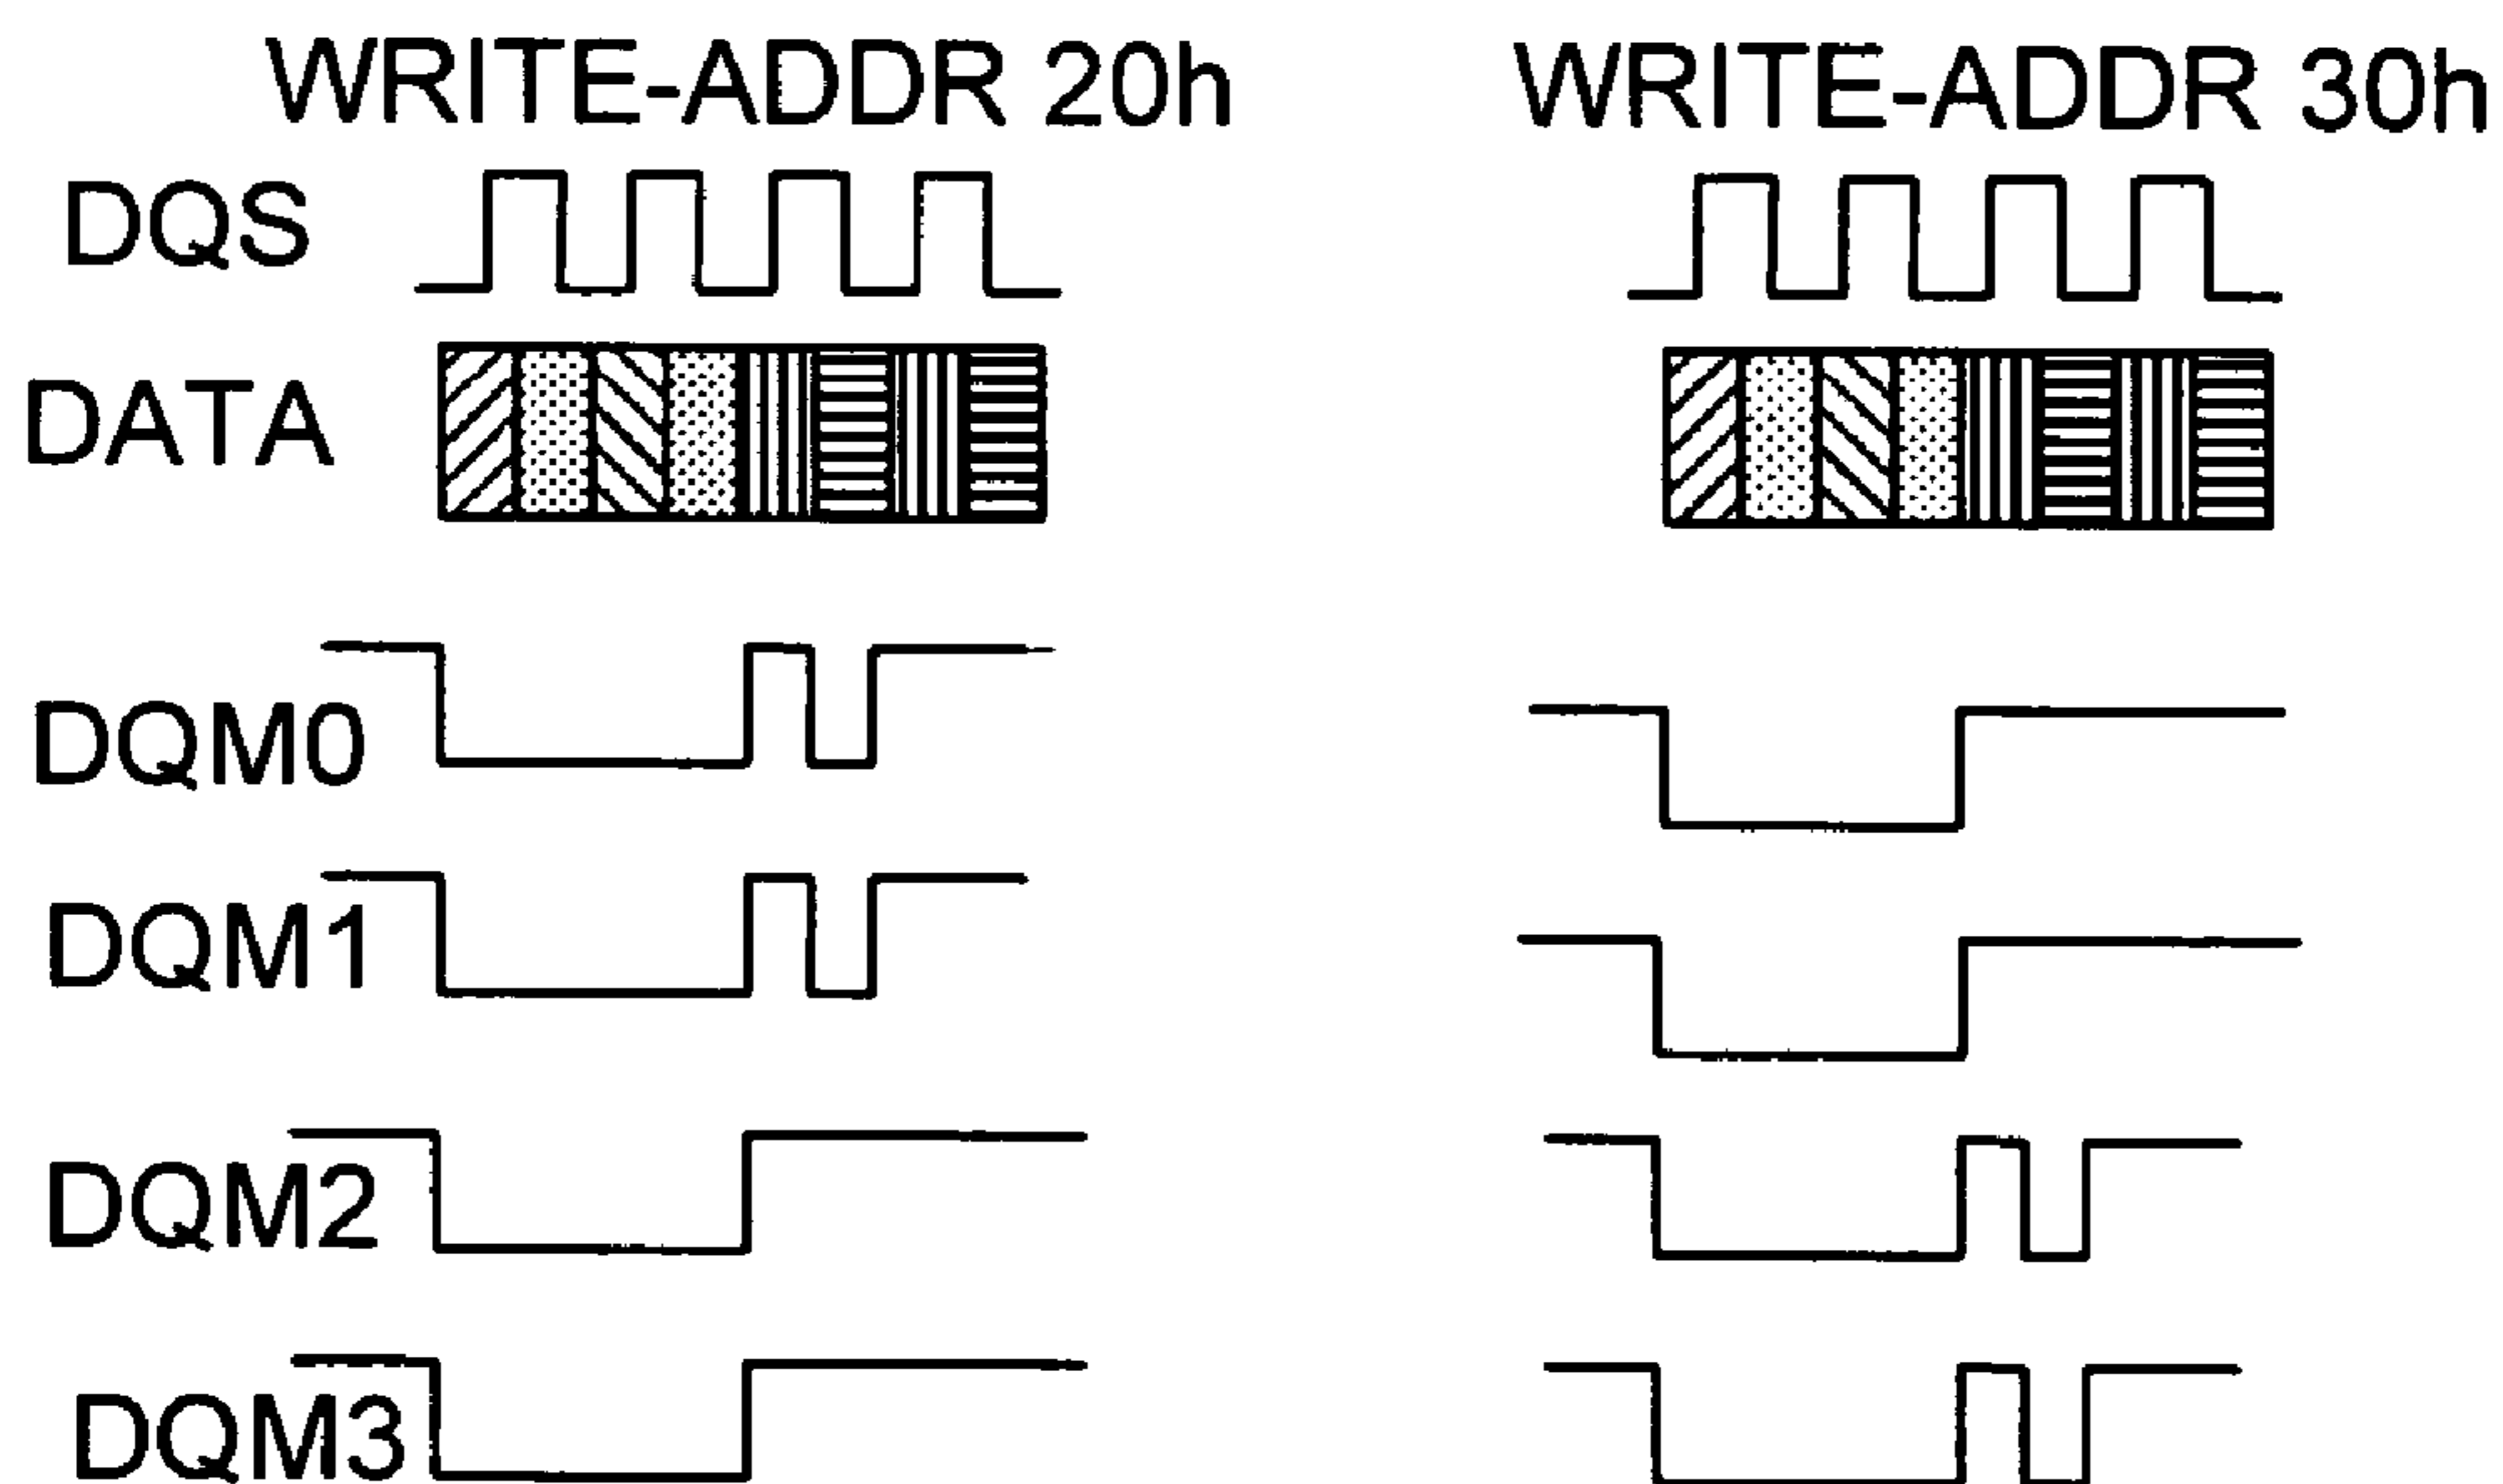 WRITE-ADDR 20h WRITE-ADDR 30h
DQS
DATA
DQM0
DQM1
DQM2
DQM3